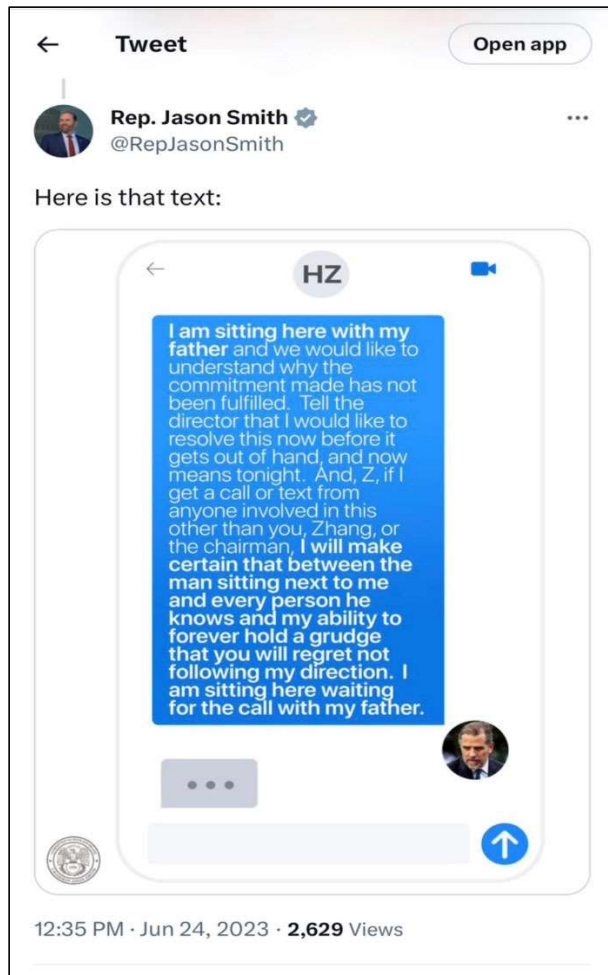 Tweet
Open app
Rep. Jason Smith
@RepJasonSmith
Here is that text:
HZ
I am sitting here with my
father and we would like to
understand why the
commitment made has not
been fulfilled. Tell the
director that I would like to
resolve this now before it
gets out of hand, and now
means tonight. And, Z, if I
get a call or text from
anyone involved in this
other than you, Zhang, or
the chairman, I will make
certain that between the
man sitting next to me
and every person he
knows and my ability to
forever hold a grudge
that you will regret not
following my direction. I
am sitting here waiting
for the call with my father.
12:35 PM · Jun 24, 2023 · 2,629 Views